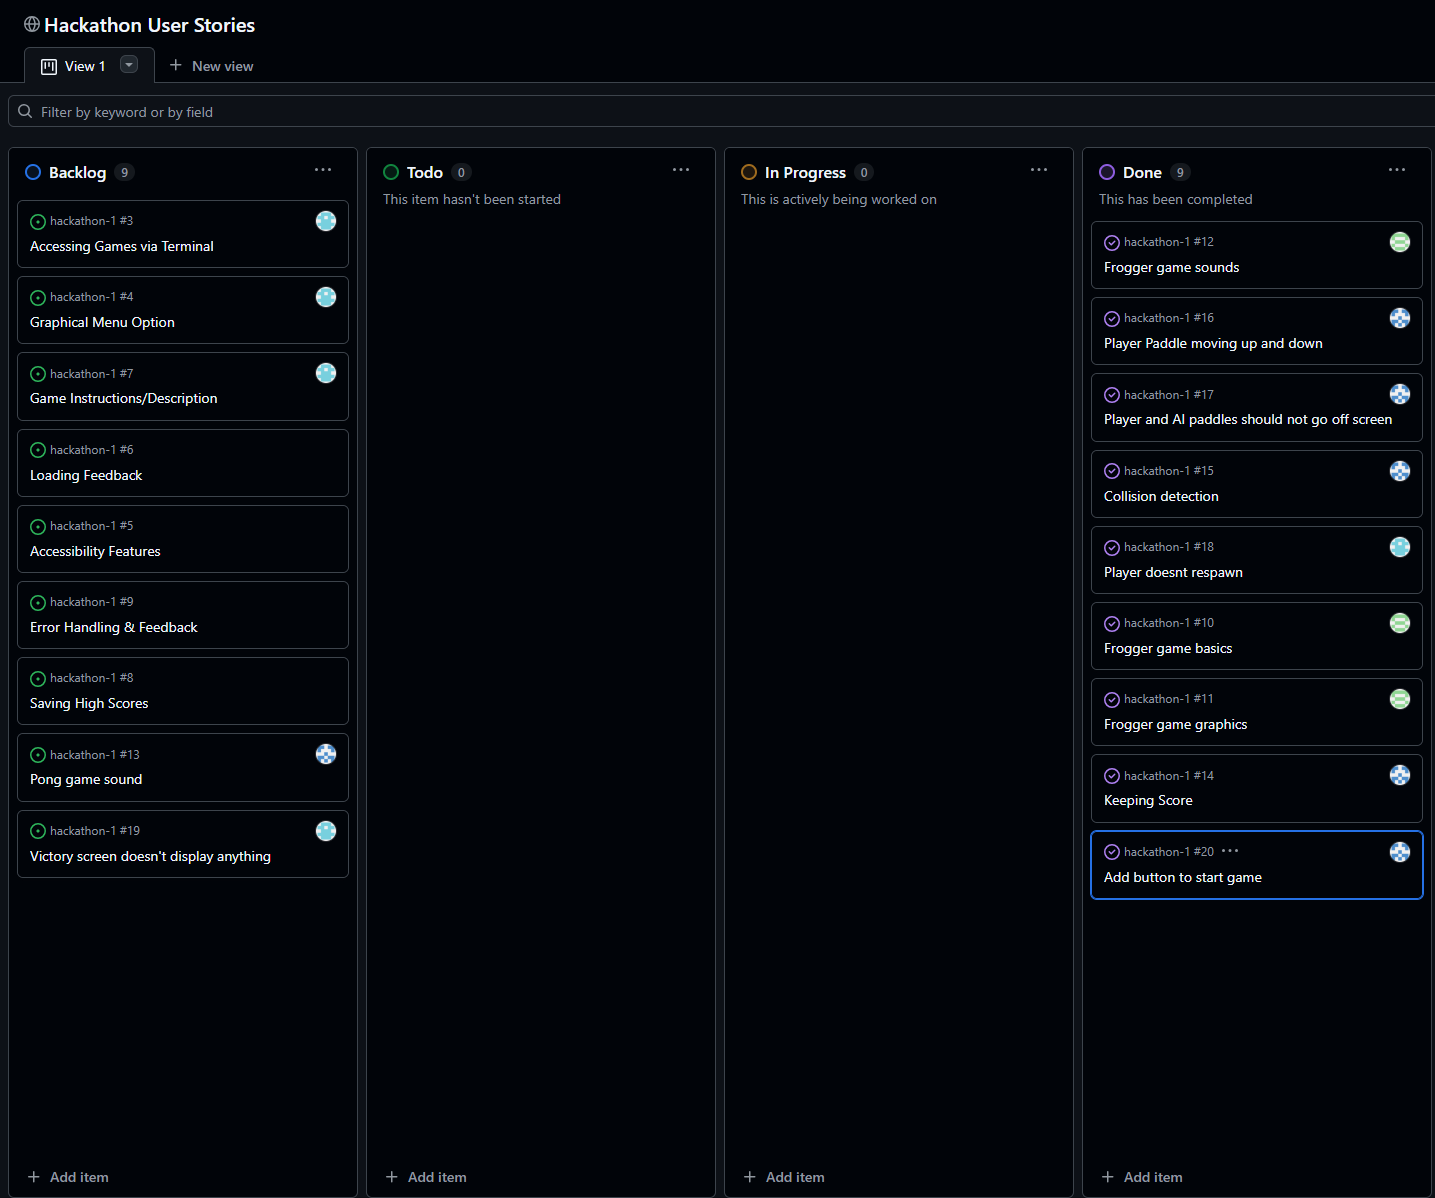 Hackathon User Stories
View 1
New view
Filter by keyword or by field
Backlog 9
hackathon-1 #3
Accessing Games via Terminal
hackathon-1 #4
Graphical Menu Option
hackathon-1 #7
Game Instructions/Description
hackathon-1 #6
Loading Feedback
hackathon-1 #5
Accessibility Features
hackathon-1 #9
Error Handling & Feedback
hackathon-1 #8
Saving High Scores
hackathon-1 #13
Pong game sound
hackathon-1 #19
Victory screen doesn't display anything
Add item
Todo 0
This item hasn't been started
Add item
In Progress 0
This is actively being worked on
Add item
Done 9
This has been completed
hackathon-1 #12
Frogger game sounds
hackathon-1 #16
Player Paddle moving up and down
hackathon-1 #17
Player and AI paddles should not go off screen
hackathon-1 #15
Collision detection
hackathon-1 #18
Player doesnt respawn
hackathon-1 #10
Frogger game basics
hackathon-1 #11
Frogger game graphics
hackathon-1 #14
Keeping Score
hackathon-1 #20
Add button to start game
Add item